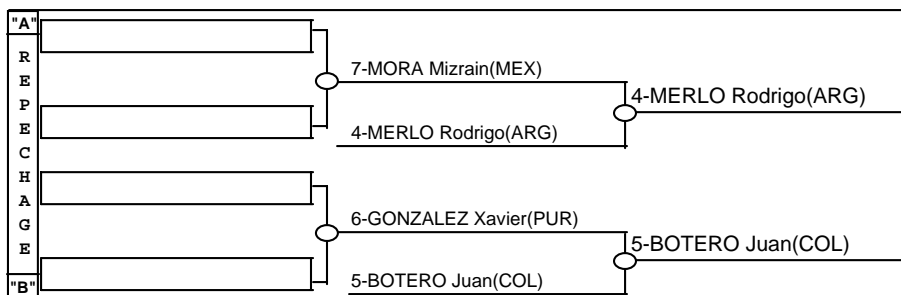 "A"
R
E
P
E
C
H
A
G
E
"B"
7-MORA Mizrain(MEX)
4-MERLO Rodrigo(ARG)
4-MERLO Rodrigo(ARG)
6-GONZALEZ Xavier(PUR)
5-BOTERO Juan(COL)
5-BOTERO Juan(COL)